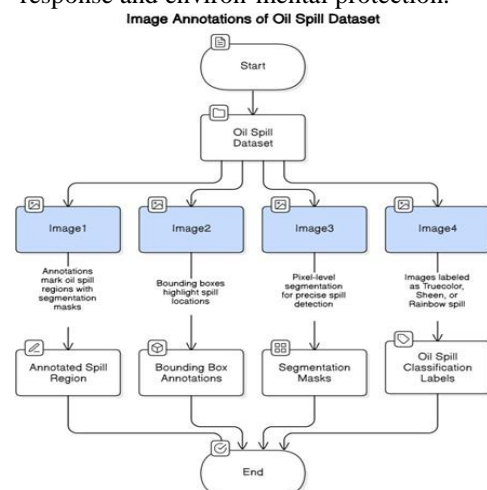 response and environ-mental protection.
Image Annotations of Oil Spill Dataset
Start
Oil Spill
Dataset
Image1
Image2
Image3
Image4
Annotations
mark oil spill
regions with
segmentation
masks
Bounding boxes
highlight spill
locations
Pixel-level
segmentation
for precise spill
detection
Images labeled
as Truecolor,
Sheen, or
Rainbow spill
Annotated Spill
Region
Bounding Box
Annotations
Segmentation
Masks
Oil Spill
Classification
Labels
End